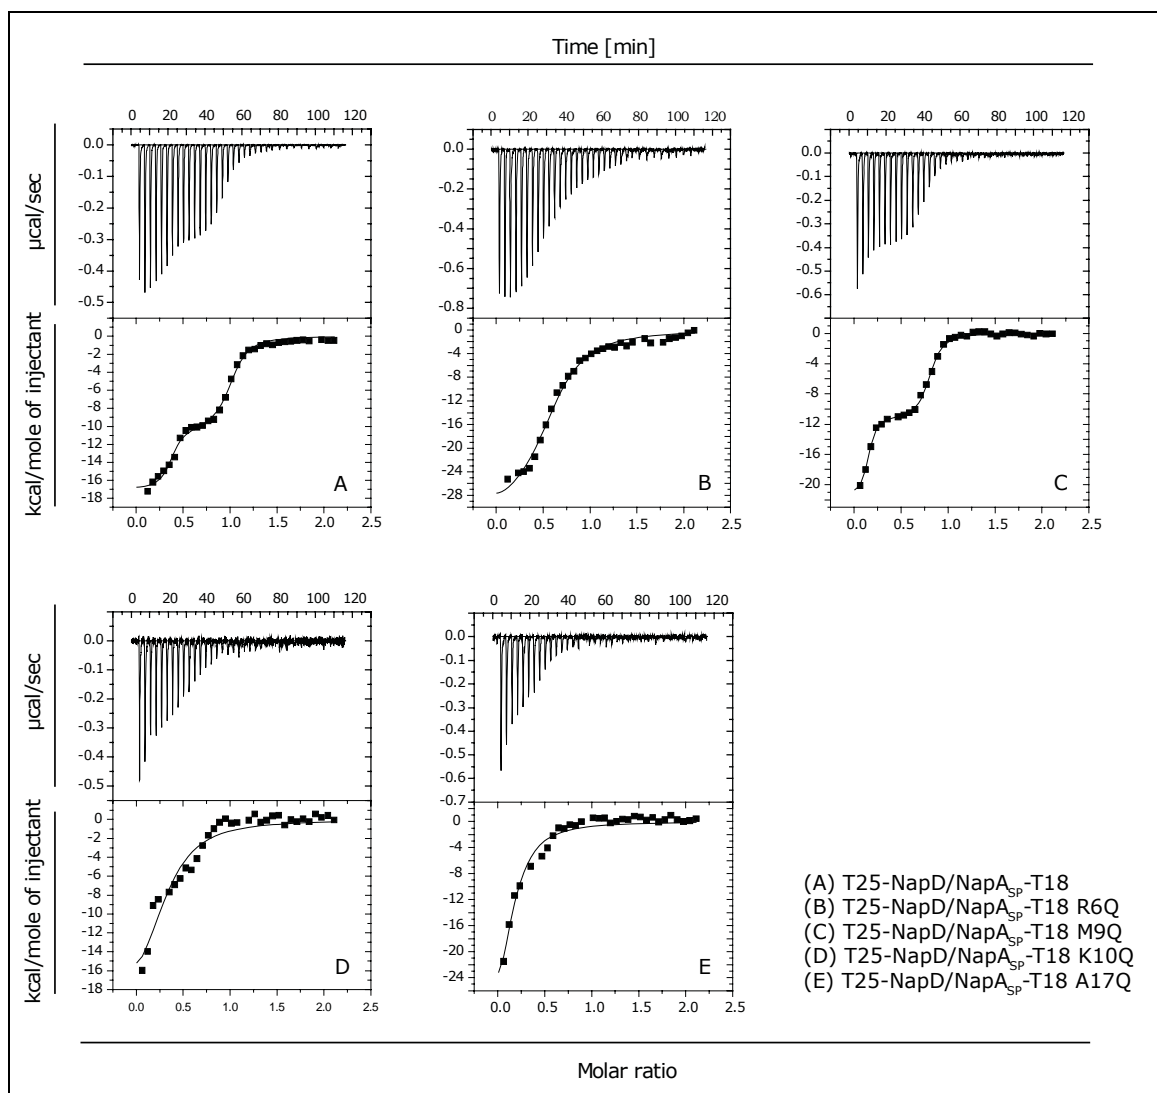 Time [min]
0 20 40 60 80 100 120
0 20 40 60 80 100 120
0 20 40 60 80 100 120
µcal/sec
0.0
-0.1
-0.2
-0.3
-0.4
-0.5
0.0
-0.2
-0.4
-0.6
-0.8
0.0
-0.1
-0.2
-0.3
-0.4
-0.5
-0.6
kcal/mole of injectant
0
-2
-4
-6
-8
-10
-12
-14
-16
-18
A
0
-4
-8
-12
-16
-20
-24
-28
B
0
-5
-10
-15
-20
C
0.0 0.5 1.0 1.5 2.0 2.5
0.0 0.5 1.0 1.5 2.0 2.5
0.0 0.5 1.0 1.5 2.0 2.5
0 20 40 60 80 100 120
0 20 40 60 80 100 120
µcal/sec
0.0
-0.1
-0.2
-0.3
-0.4
-0.5
0.0
-0.1
-0.2
-0.3
-0.4
-0.5
-0.6
-0.7
kcal/mole of injectant
0
-2
-4
-6
-8
-10
-12
-14
-16
-18
D
0
-4
-8
-12
-16
-20
-24
E
0.0 0.5 1.0 1.5 2.0 2.5
0.0 0.5 1.0 1.5 2.0 2.5
(A) T25-NapD/NapA_SP-T18
(B) T25-NapD/NapA_SP-T18 R6Q
(C) T25-NapD/NapA_SP-T18 M9Q
(D) T25-NapD/NapA_SP-T18 K10Q
(E) T25-NapD/NapA_SP-T18 A17Q
Molar ratio